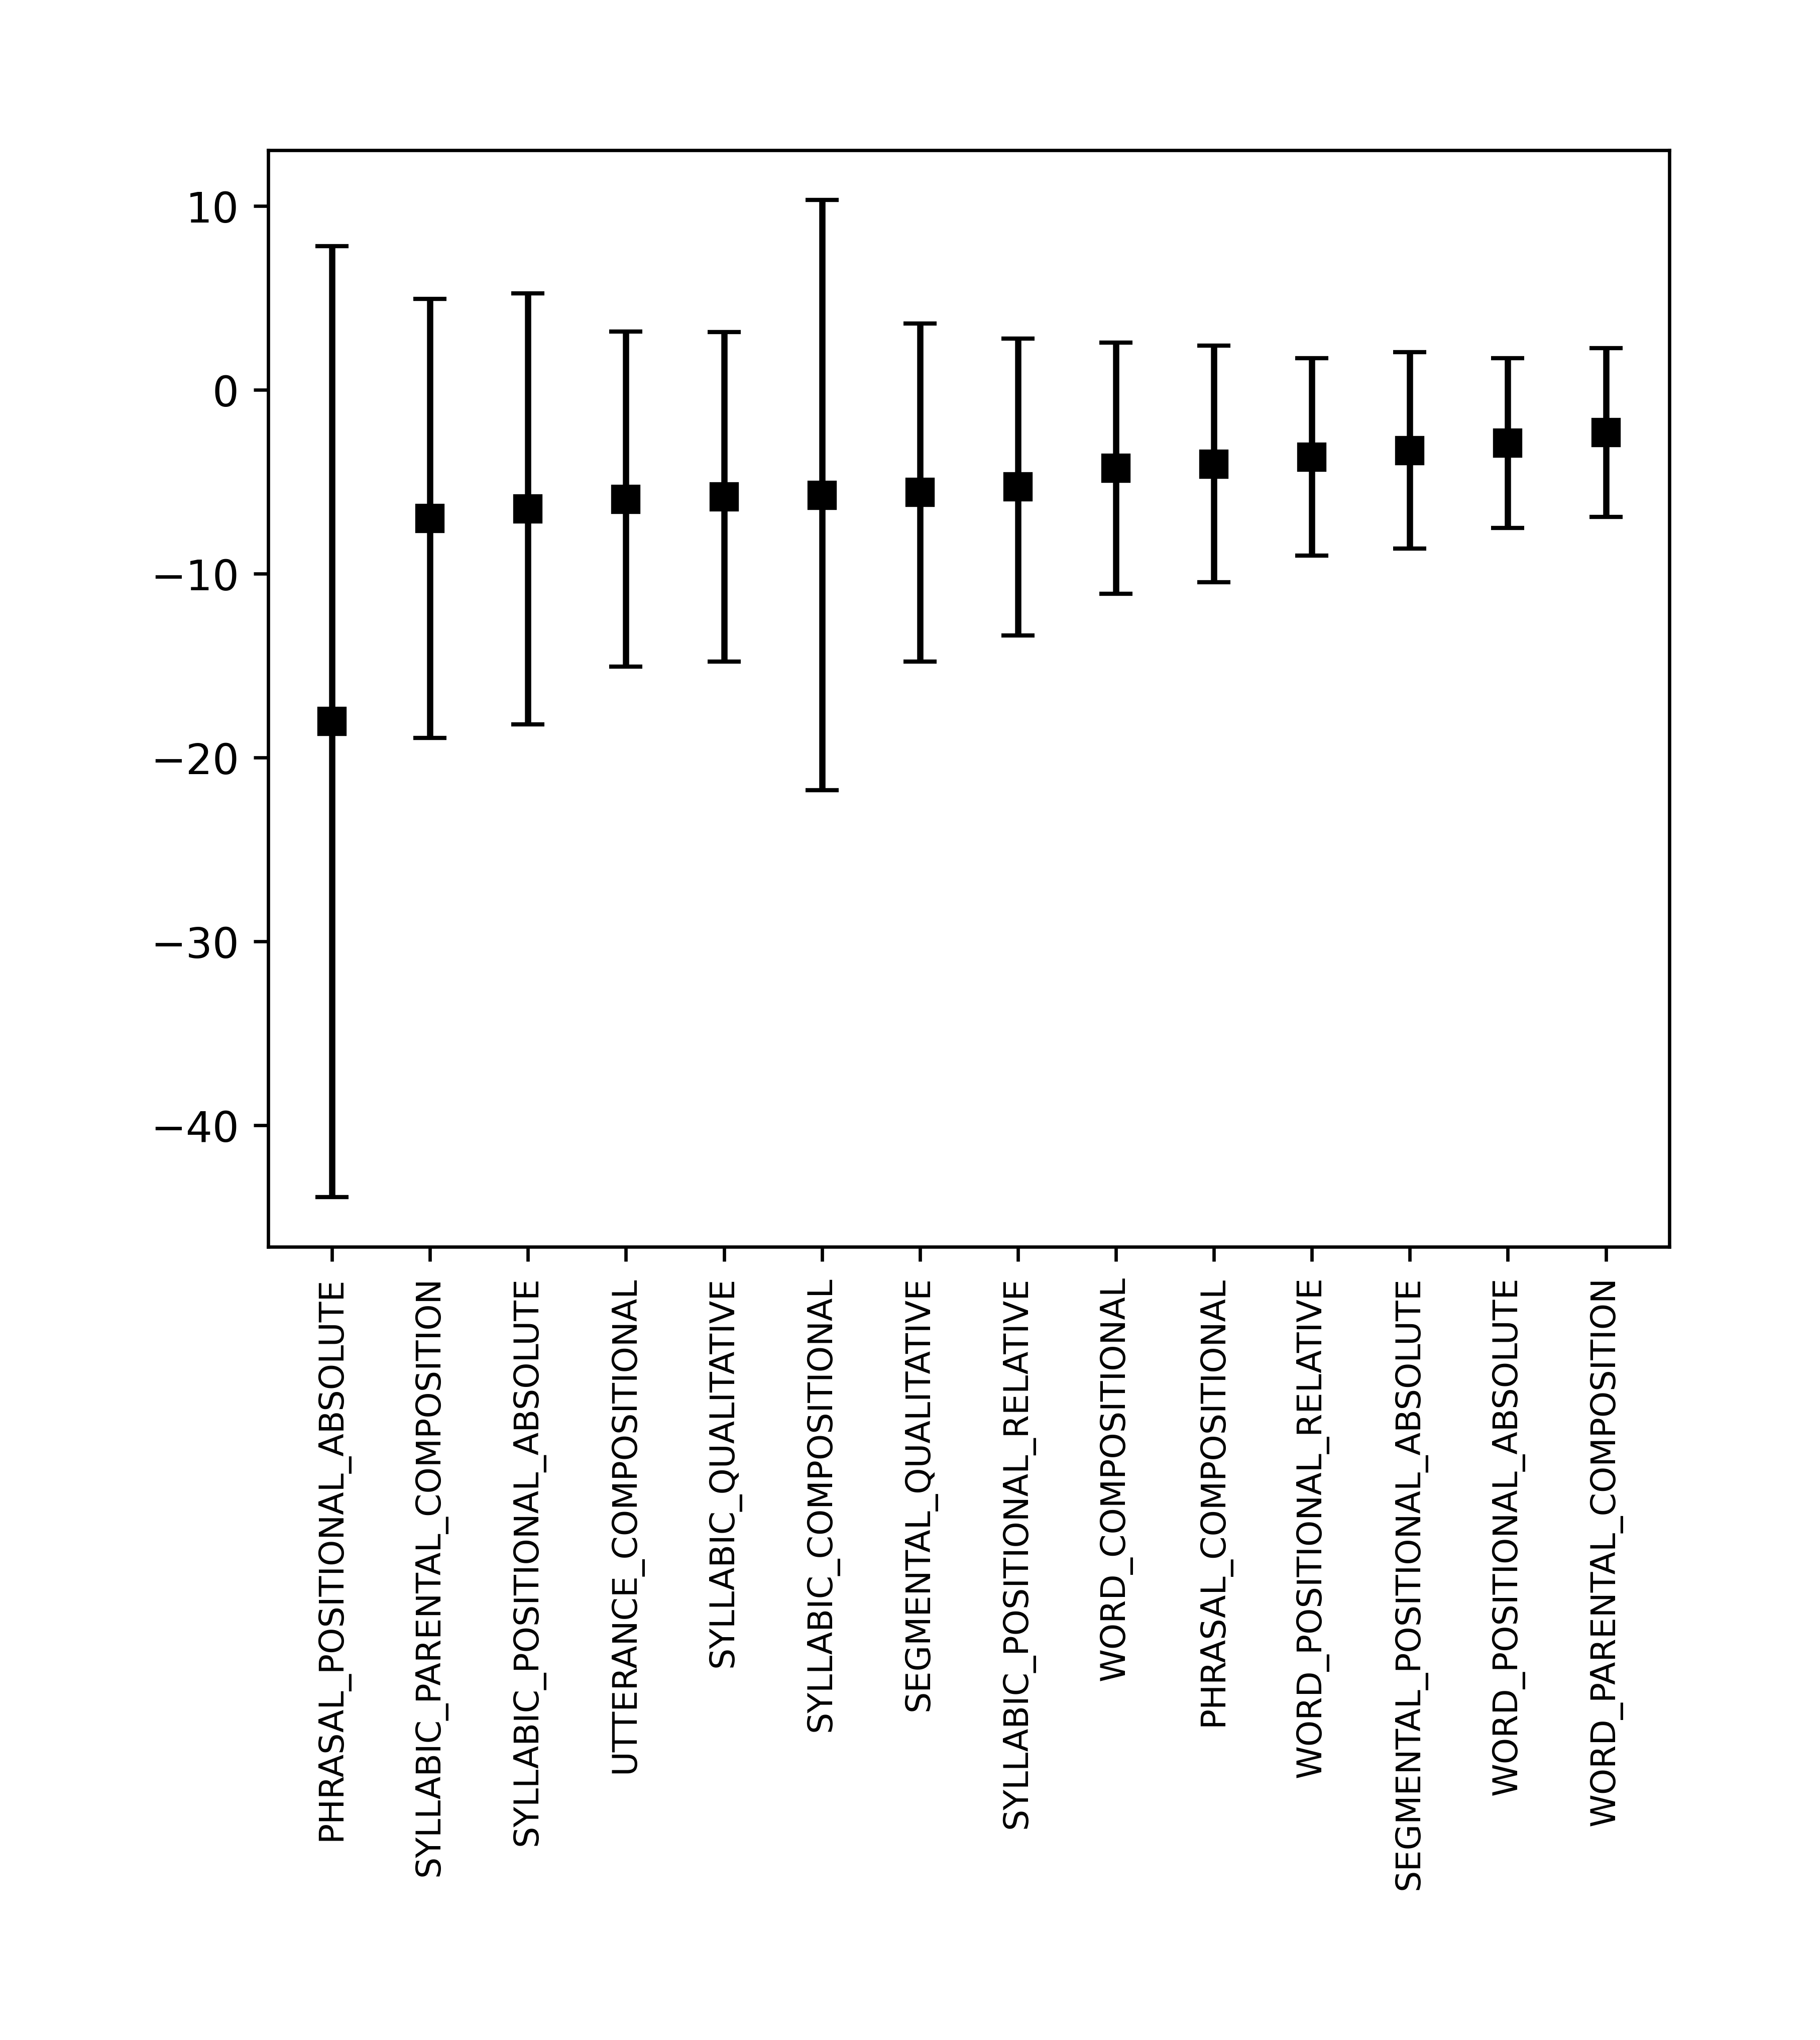 10
0
−10
−20
−30
−40
PHRASAL_POSITIONAL_ABSOLUTE
SYLLABIC_PARENTAL_COMPOSITION
SYLLABIC_POSITIONAL_ABSOLUTE
UTTERANCE_COMPOSITIONAL
SYLLABIC_QUALITATIVE
SYLLABIC_COMPOSITIONAL
SEGMENTAL_QUALITATIVE
SYLLABIC_POSITIONAL_RELATIVE
WORD_COMPOSITIONAL
PHRASAL_COMPOSITIONAL
WORD_POSITIONAL_RELATIVE
SEGMENTAL_POSITIONAL_ABSOLUTE
WORD_POSITIONAL_ABSOLUTE
WORD_PARENTAL_COMPOSITION